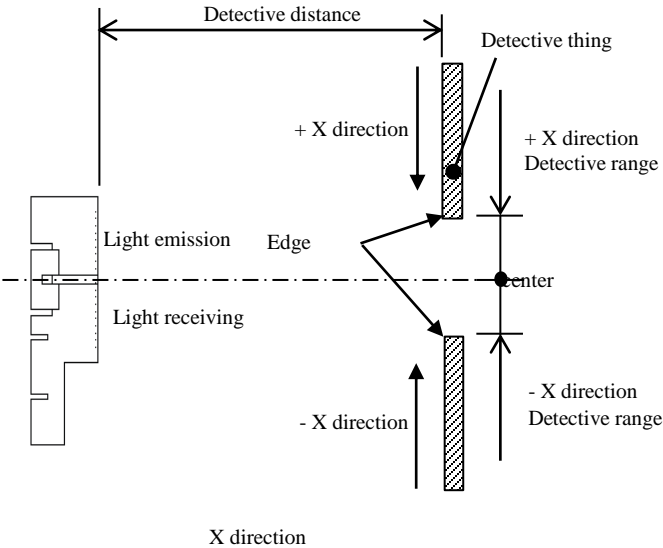 Detective distance
Detective thing
+ X direction
+ X direction
Detective range
Light emission
Edge
center
Light receiving
- X direction
Detective range
- X direction
X direction